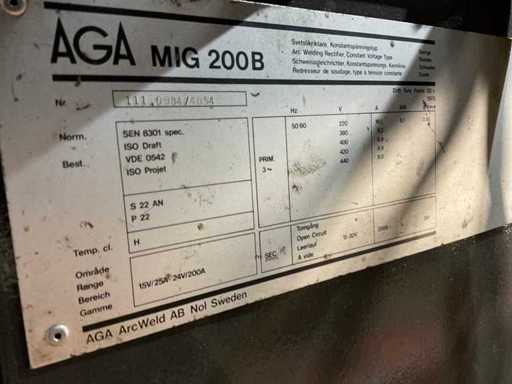 AGA MIG 200B
Svetslikriktare, Konstantspänningstyp
Arc Welding Rectifier, Constant Voltage Type
Schweissgleichrichter, Konstantspannungs, Kennlinie
Redresseur de soudage, type à tension constante
Nr
Norm.
Best.
SEN 8301 spec.
ISO Draft
VDE 0542
ISO Projet
S 22 AN
P 22
Temp. cl. H
Område
Range
Bereich
Gamme
15V/25A-24V/200A
PRIM.
3~
Hz V A
50/60 220
380
400
420
440
SEC.
Tomgång
Open Circuit
Leerlauf
A vide
AGA ArcWeld AB Nol Sweden